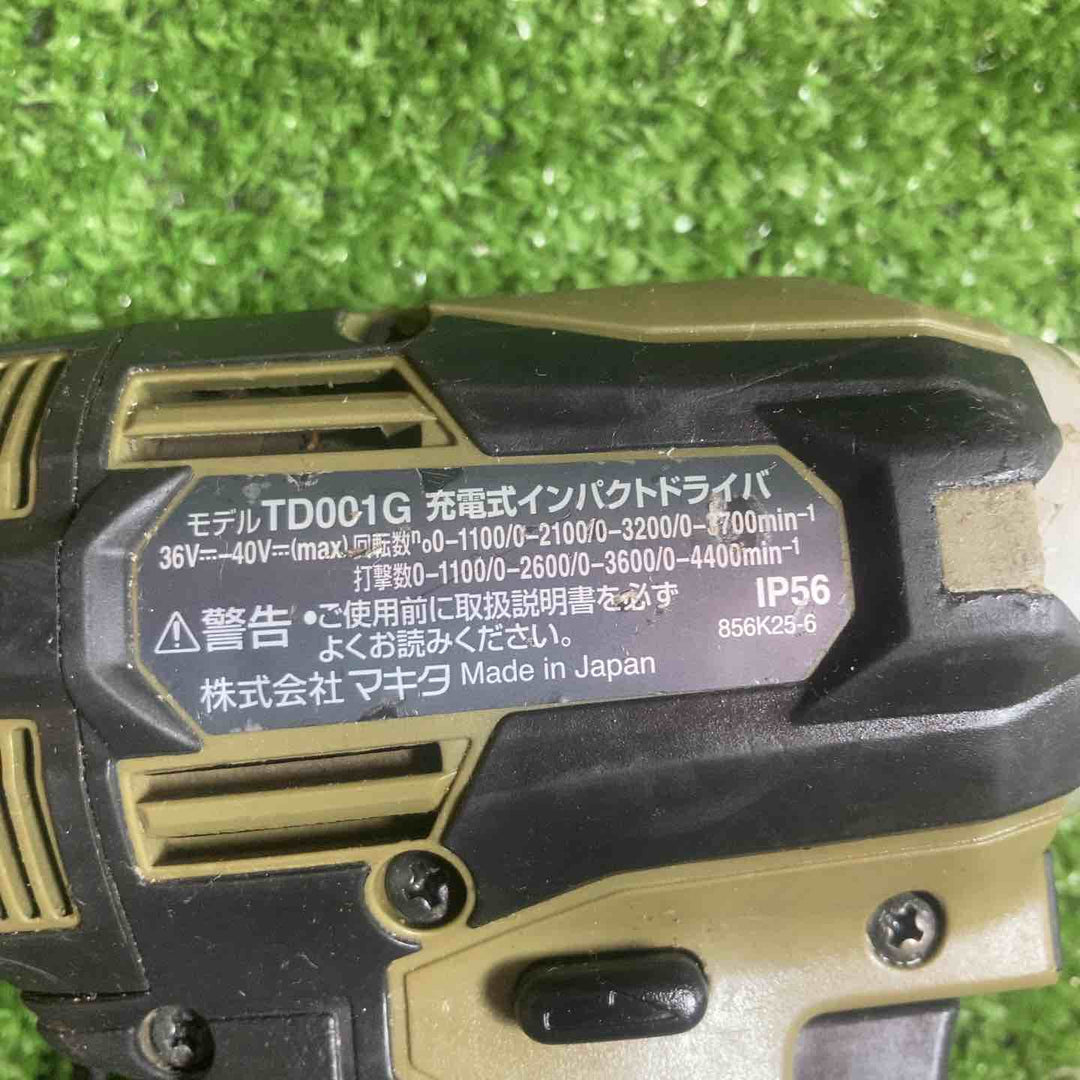 モデルTD001G 充電式インパクトドライバ
36V⎓-40V⎓(max) 回転数n₀0-1100/0-2100/0-3200/0-3700min⁻¹
打撃数0-1100/0-2600/0-3600/0-4400min⁻¹
⚠警告 •ご使用前に取扱説明書を必ず
よくお読みください。
IP56
856K25-6
株式会社マキタ Made in Japan